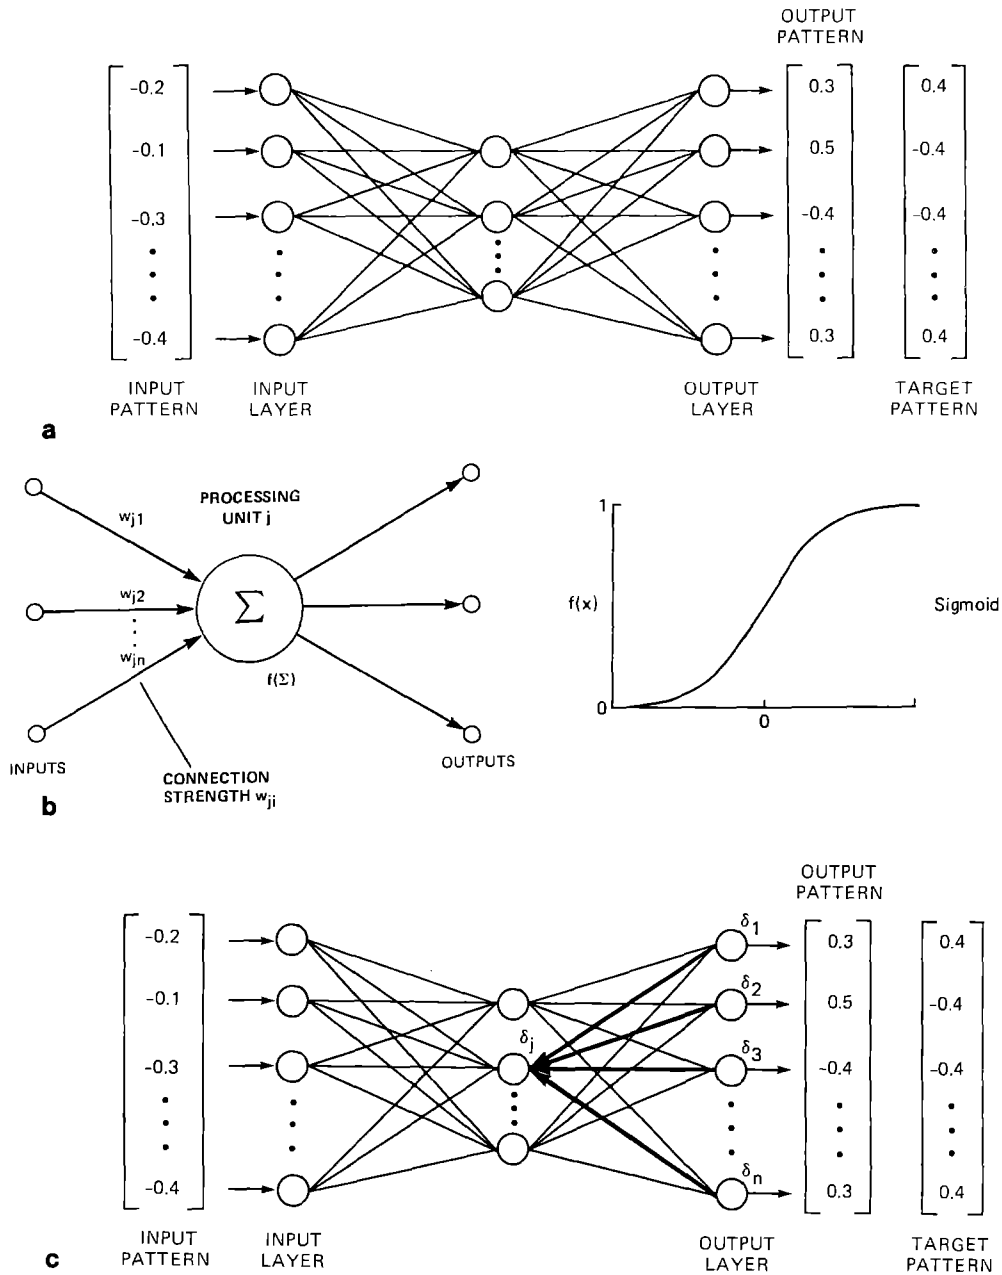 OUTPUT
PATTERN
-0.2 0.3 0.4
-0.1 0.5 -0.4
-0.3 -0.4 -0.4
-0.4 0.3 0.4
INPUT PATTERN
INPUT LAYER
OUTPUT LAYER
TARGET PATTERN
a
PROCESSING
UNIT j
wj1
wj2
wjn
Σ
f(Σ)
INPUTS
OUTPUTS
CONNECTION
STRENGTH wji
b
1
f(x)
Sigmoid
0
0
OUTPUT
PATTERN
-0.2 δ1 0.3 0.4
-0.1 δ2 0.5 -0.4
δj
-0.3 δ3 -0.4 -0.4
-0.4 δn 0.3 0.4
INPUT PATTERN
INPUT LAYER
OUTPUT LAYER
TARGET PATTERN
c